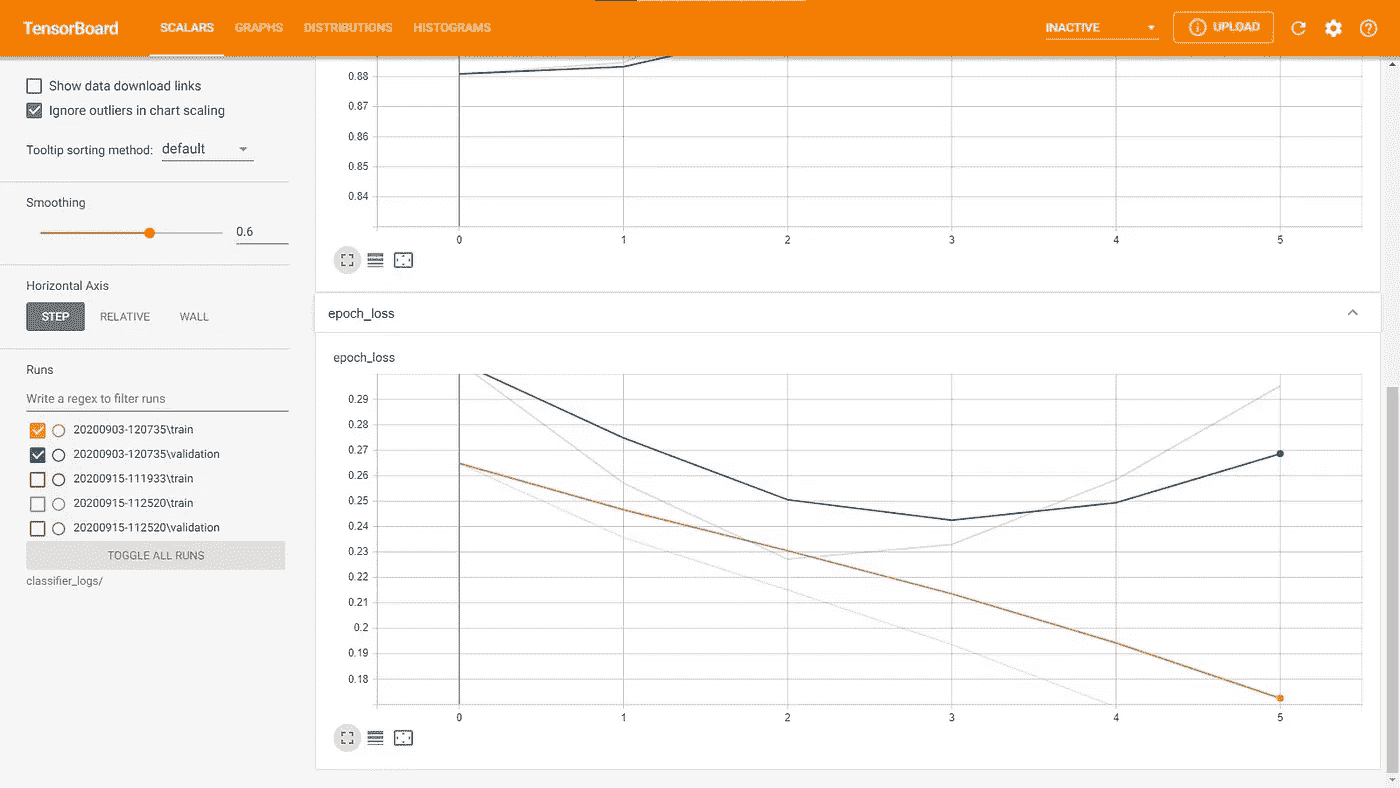 TensorBoard SCALARS GRAPHS DISTRIBUTIONS HISTOGRAMS INACTIVE UPLOAD
Show data download links
Ignore outliers in chart scaling
Tooltip sorting method: default
Smoothing
0.6
Horizontal Axis
STEP RELATIVE WALL
Runs
Write a regex to filter runs
20200903-120735\train
20200903-120735\validation
20200915-111933\train
20200915-112520\train
20200915-112520\validation
TOGGLE ALL RUNS
classifier_logs/
0.88
0.87
0.86
0.85
0.84
0 1 2 3 4 5
epoch_loss
epoch_loss
0.29
0.28
0.27
0.26
0.25
0.24
0.23
0.22
0.21
0.2
0.19
0.18
0 1 2 3 4 5